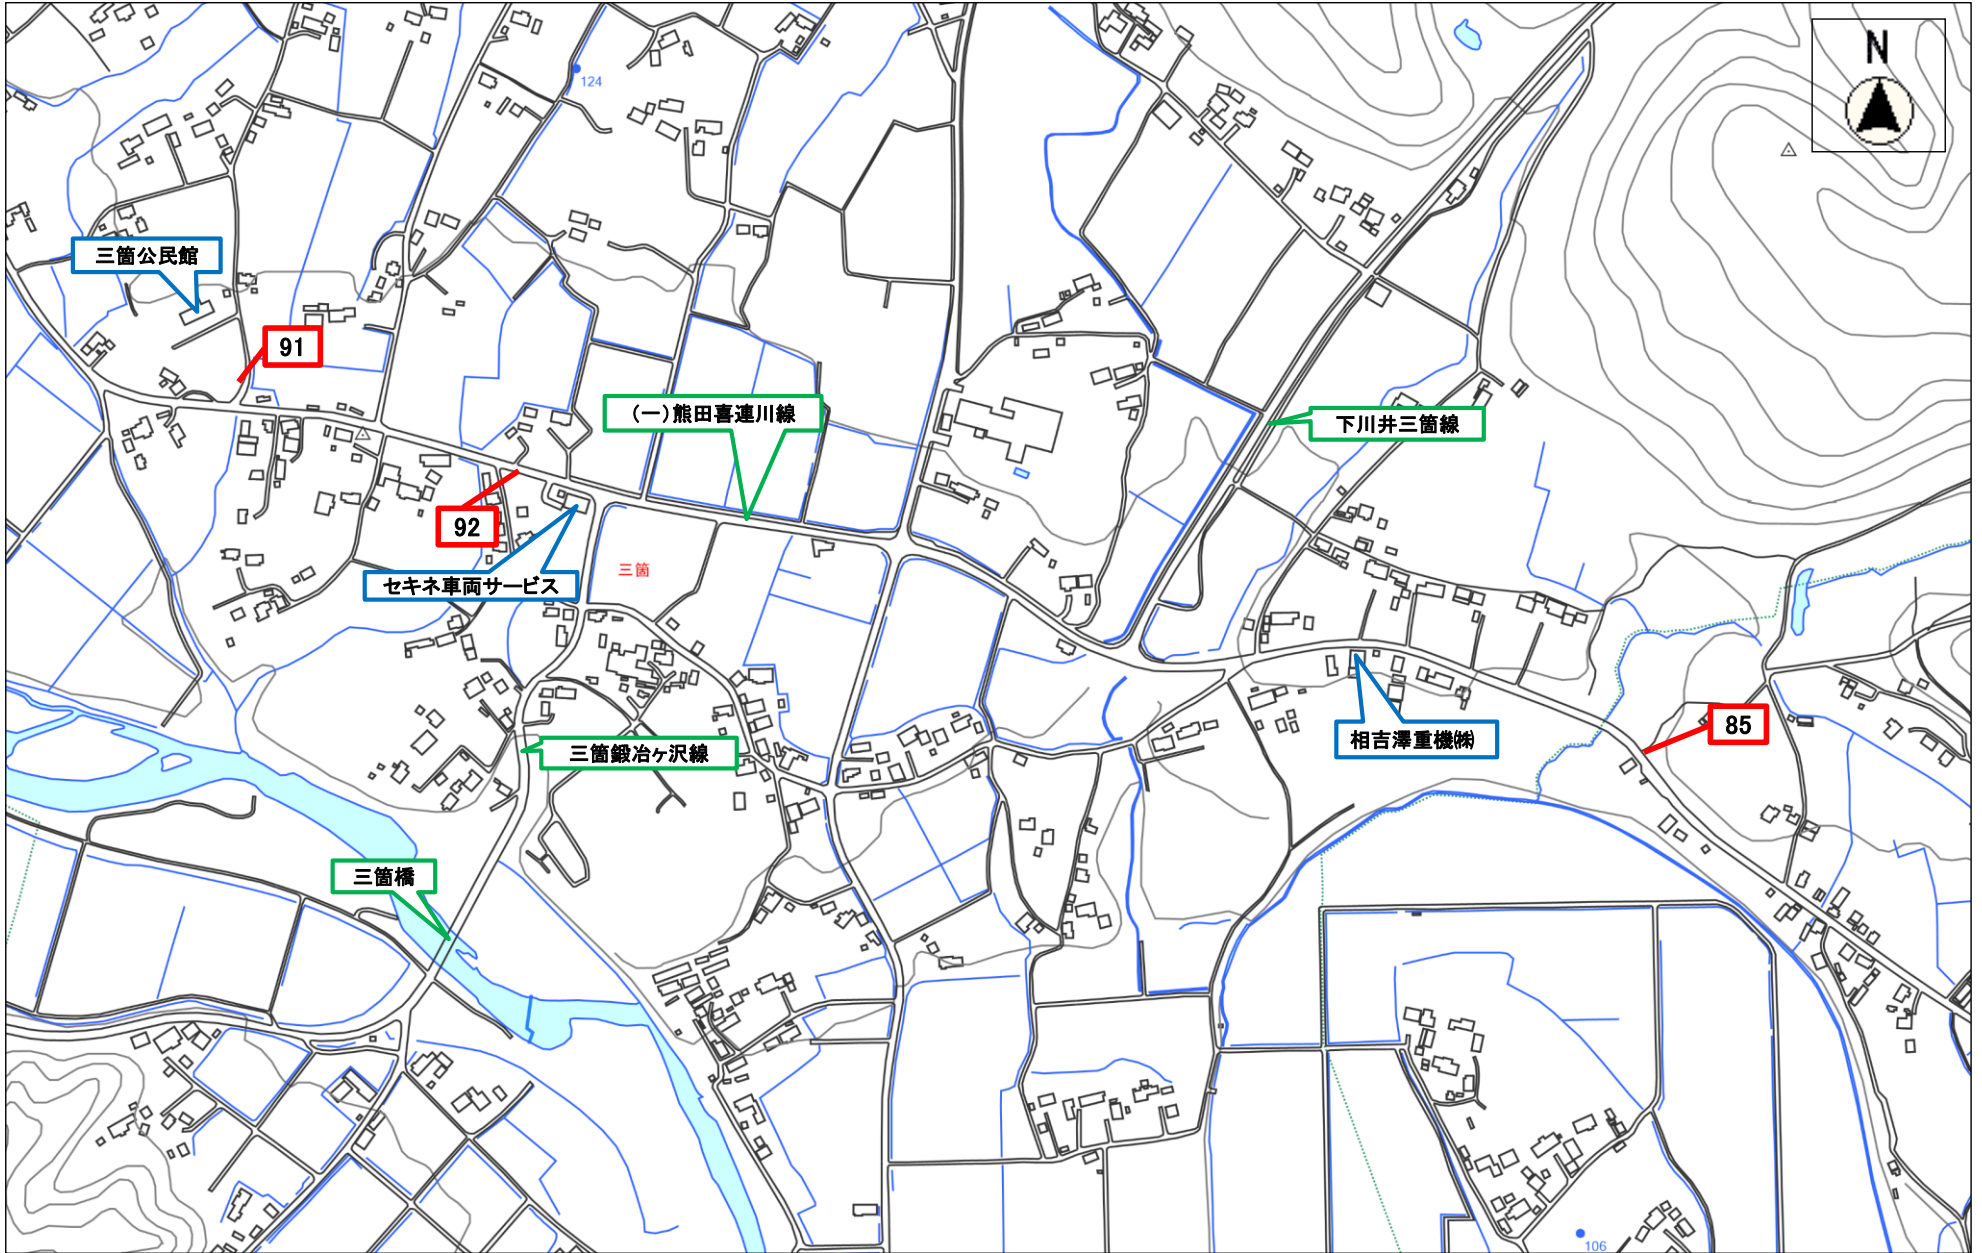 N
124
三箇公民館
91
(一)熊田喜連川線
下川井三箇線
92
三箇
セキネ車両サービス
85
相吉澤重機㈱
三箇鍛冶ヶ沢線
三箇橋
106